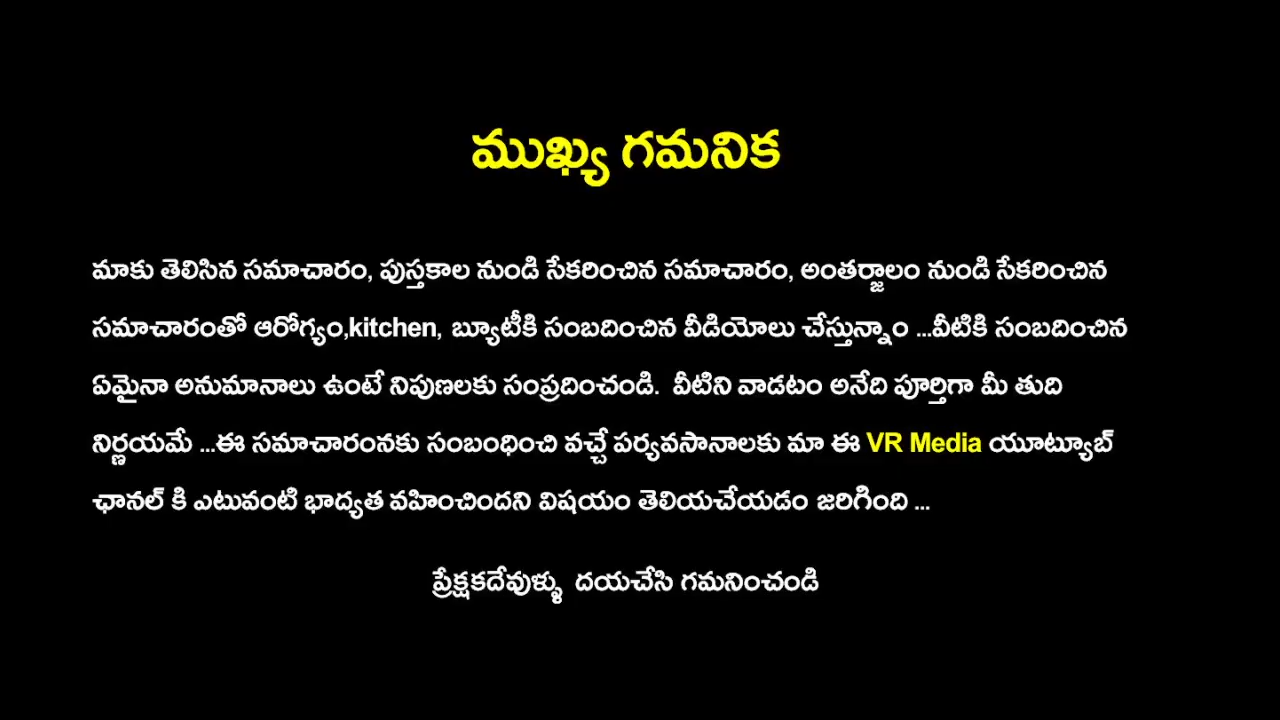 ముఖ్య గమనిక
మాకు తెలిసిన సమాచారం, పుస్తకాల నుండి సేకరించిన సమాచారం, అంతర్జాలం నుండి సేకరించిన
సమాచారంతో ఆరోగ్యం,kitchen, బ్యూటీకి సంబదించిన వీడియోలు చేస్తున్నాం ...వీటికి సంబదించిన
ఏమైనా అనుమానాలు ఉంటే నిపుణలకు సంప్రదించండి. వీటిని వాడటం అనేది పూర్తిగా మీ తుది
నిర్ణయమే ...ఈ సమాచారంనకు సంబంధించి వచ్చే పర్యవసానాలకు మా ఈ VR Media యూట్యూబ్
ఛానల్ కి ఎటువంటి భాద్యత వహించిందని విషయం తెలియచేయడం జరిగింది ...
ప్రేక్షకదేవుళ్ళు దయచేసి గమనించండి